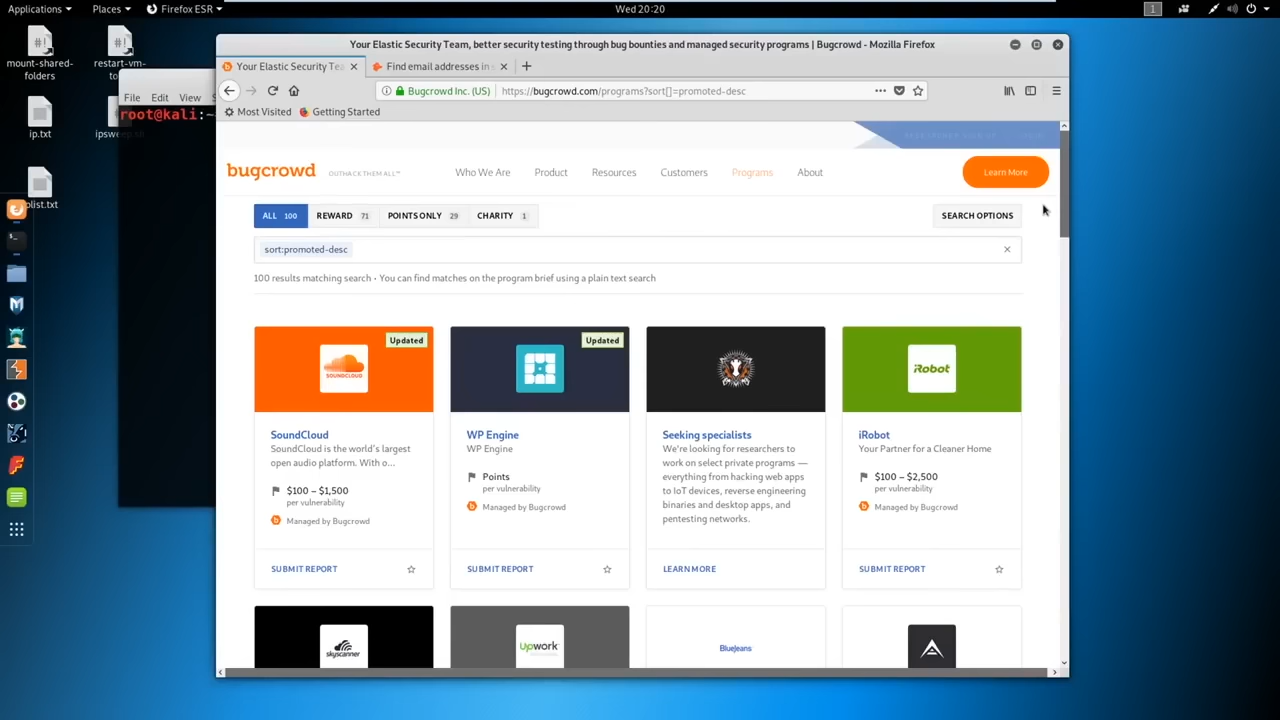 Applications
Places
Firefox ESR
Wed 20:20
1
mount-shared-
folders
restart-vm-
ip.txt
ipsweep.sh
File Edit View
root@kali:~
Your Elastic Security Team, better security testing through bug bounties and managed security programs | Bugcrowd - Mozilla Firefox
Your Elastic Security Tea
Find email addresses in
Bugcrowd Inc. (US)
https://bugcrowd.com/programs?sort[]=promoted-desc
Most Visited
Getting Started
bugcrowd
OUTHACK THEM ALL™
Who We Are
Product
Resources
Customers
Programs
About
Learn More
ALL 100
REWARD 71
POINTS ONLY 29
CHARITY 1
SEARCH OPTIONS
sort:promoted-desc
100 results matching search • You can find matches on the program brief using a plain text search
Updated
SOUNDCLOUD
SoundCloud
SoundCloud is the world's largest
open audio platform. With o...
$100 – $1,500
per vulnerability
Managed by Bugcrowd
SUBMIT REPORT
Updated
WP Engine
WP Engine
Points
per vulnerability
Managed by Bugcrowd
SUBMIT REPORT
Seeking specialists
We're looking for researchers to
work on select private programs —
everything from hacking web apps
to IoT devices, reverse engineering
binaries and desktop apps, and
pentesting networks.
LEARN MORE
iRobot
iRobot
Your Partner for a Cleaner Home
$100 – $2,500
per vulnerability
Managed by Bugcrowd
SUBMIT REPORT
skyscanner
Upwork
BlueJeans